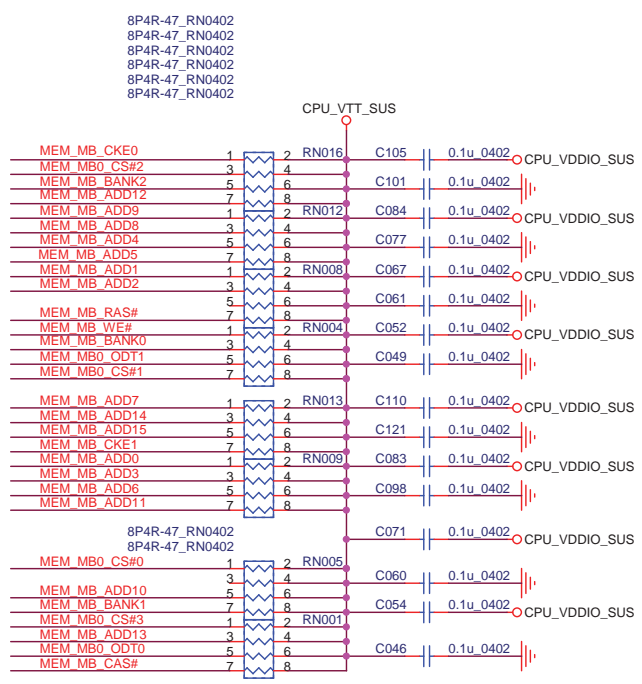 8P4R-47_RN0402
8P4R-47_RN0402
8P4R-47_RN0402
8P4R-47_RN0402
8P4R-47_RN0402
8P4R-47_RN0402
CPU_VTT_SUS
MEM_MB_CKE0 1 2 RN016 C105 0.1u_0402 CPU_VDDIO_SUS
MEM_MB0_CS#2 3 4
MEM_MB_BANK2 5 6 C101 0.1u_0402
MEM_MB_ADD12 7 8
MEM_MB_ADD9 1 2 RN012 C084 0.1u_0402 CPU_VDDIO_SUS
MEM_MB_ADD8 3 4
MEM_MB_ADD4 5 6 C077 0.1u_0402
MEM_MB_ADD5 7 8
MEM_MB_ADD1 1 2 RN008 C067 0.1u_0402 CPU_VDDIO_SUS
MEM_MB_ADD2 3 4
5 6 C061 0.1u_0402
MEM_MB_RAS# 7 8
MEM_MB_WE# 1 2 RN004 C052 0.1u_0402 CPU_VDDIO_SUS
MEM_MB_BANK0 3 4
MEM_MB0_ODT1 5 6 C049 0.1u_0402
MEM_MB0_CS#1 7 8
MEM_MB_ADD7 1 2 RN013 C110 0.1u_0402 CPU_VDDIO_SUS
MEM_MB_ADD14 3 4
MEM_MB_ADD15 5 6 C121 0.1u_0402
MEM_MB_CKE1 7 8
MEM_MB_ADD0 1 2 RN009 C083 0.1u_0402 CPU_VDDIO_SUS
MEM_MB_ADD3 3 4
MEM_MB_ADD6 5 6 C098 0.1u_0402
MEM_MB_ADD11 7 8
8P4R-47_RN0402 C071 0.1u_0402 CPU_VDDIO_SUS
8P4R-47_RN0402
MEM_MB0_CS#0 1 2 RN005
3 4 C060 0.1u_0402
MEM_MB_ADD10 5 6
MEM_MB_BANK1 7 8 C054 0.1u_0402 CPU_VDDIO_SUS
MEM_MB0_CS#3 1 2 RN001
MEM_MB_ADD13 3 4
MEM_MB0_ODT0 5 6 C046 0.1u_0402
MEM_MB_CAS# 7 8